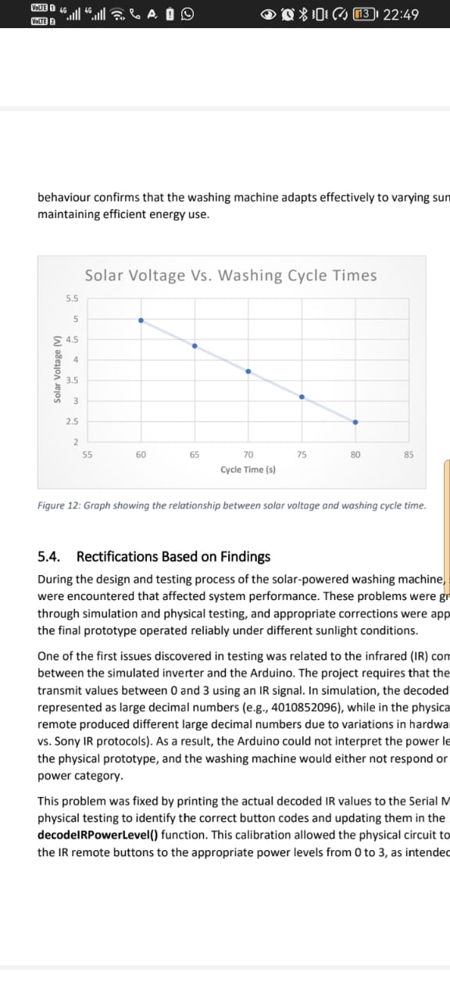 VoLTE 1 4G 4G 13 22:49
VoLTE 2
behaviour confirms that the washing machine adapts effectively to varying sun
maintaining efficient energy use.
Solar Voltage Vs. Washing Cycle Times
5.5
5
4.5
4
3.5
3
2.5
2
Solar Voltage (V)
55 60 65 70 75 80 85
Cycle Time (s)
Figure 12: Graph showing the relationship between solar voltage and washing cycle time.
5.4. Rectifications Based on Findings
During the design and testing process of the solar-powered washing machine,
were encountered that affected system performance. These problems were gr
through simulation and physical testing, and appropriate corrections were app
the final prototype operated reliably under different sunlight conditions.
One of the first issues discovered in testing was related to the infrared (IR) com
between the simulated inverter and the Arduino. The project requires that the
transmit values between 0 and 3 using an IR signal. In simulation, the decoded
represented as large decimal numbers (e.g., 4010852096), while in the physica
remote produced different large decimal numbers due to variations in hardwa
vs. Sony IR protocols). As a result, the Arduino could not interpret the power le
the physical prototype, and the washing machine would either not respond or
power category.
This problem was fixed by printing the actual decoded IR values to the Serial M
physical testing to identify the correct button codes and updating them in the
decodeIRPowerLevel() function. This calibration allowed the physical circuit to
the IR remote buttons to the appropriate power levels from 0 to 3, as intended